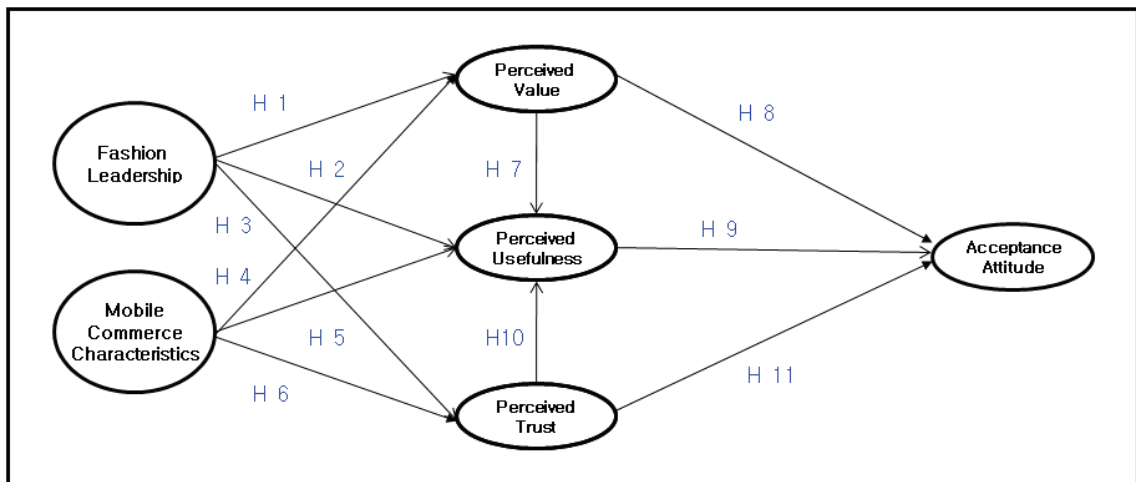 Perceived
Value
H 1
H 8
Fashion
Leadership
H 2
H 7
H 3
Perceived
Usefulness
H 9
Acceptance
Attitude
H 4
Mobile
Commerce
Characteristics
H 5
H10
H 6
H 11
Perceived
Trust